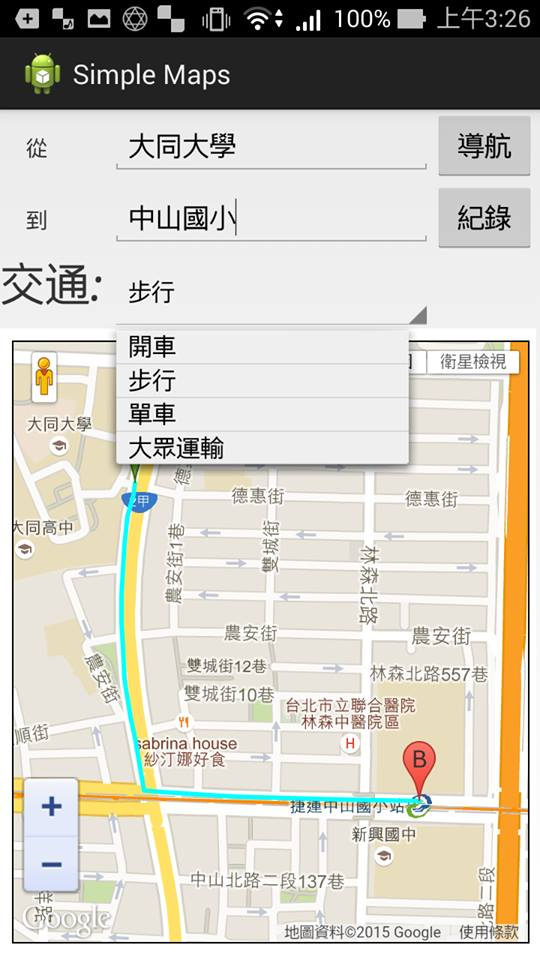 100% 上午3:26
Simple Maps
從 大同大學 導航
到 中山國小 紀錄
交通: 步行
開車
步行
單車
大眾運輸
衛星檢視
大同大學
2甲
德惠街 德惠街
大同高中
農安街1巷
雙城街
林森北路
農安街 農安街
農安街
雙城街12巷
林森北路557巷
雙城街10巷
台北市立聯合醫院
林森中醫院區
H
順街
sabrina house
紗汀娜好食
B
+
捷運中山國小站
新興國中
−
中山北路二段137巷
Google
地圖資料©2015 Google 使用條款